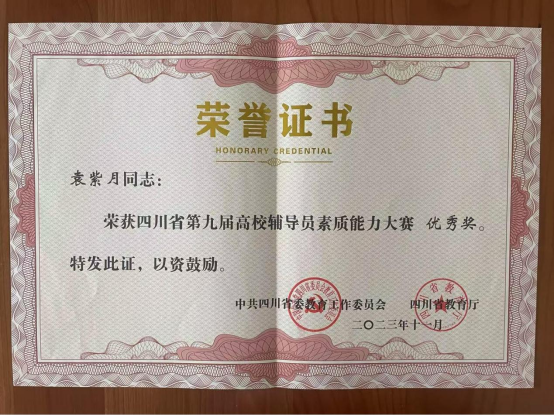 荣誉证书
HONORARY CREDENTIAL
袁紫月同志：
荣获四川省第九届高校辅导员素质能力大赛 优秀奖。
特发此证，以资鼓励。
中共四川省委教育工作委员会 四川省教育厅
二〇二三年十一月